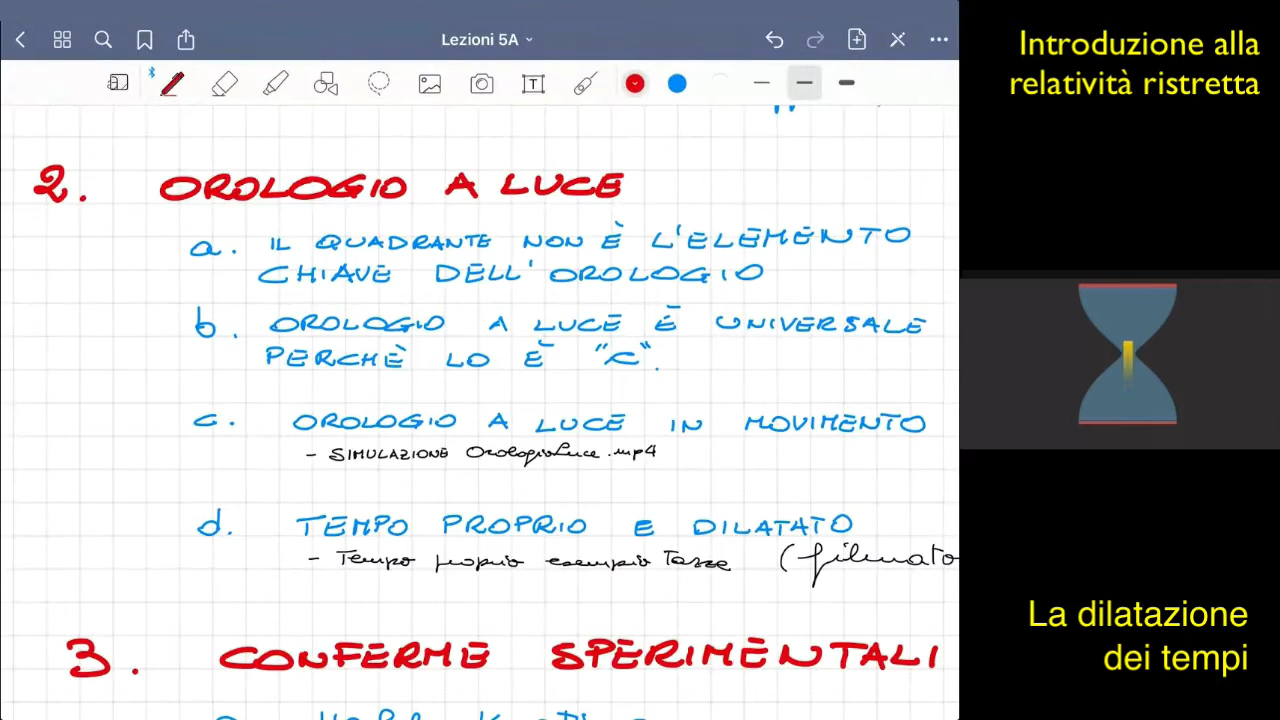 Lezioni 5A
Introduzione alla
relatività ristretta
2. OROLOGIO A LUCE
a. IL QUADRANTE NON È L'ELEMENTO
CHIAVE DELL'OROLOGIO
b. OROLOGIO A LUCE È UNIVERSALE
PERCHÈ LO È "C".
c. OROLOGIO A LUCE IN MOVIMENTO
- SIMULAZIONE OrologioLuce.mp4
d. TEMPO PROPRIO E DILATATO
- Tempo proprio esempio Tazze (filmato
3. CONFERME SPERIMENTALI
La dilatazione
dei tempi